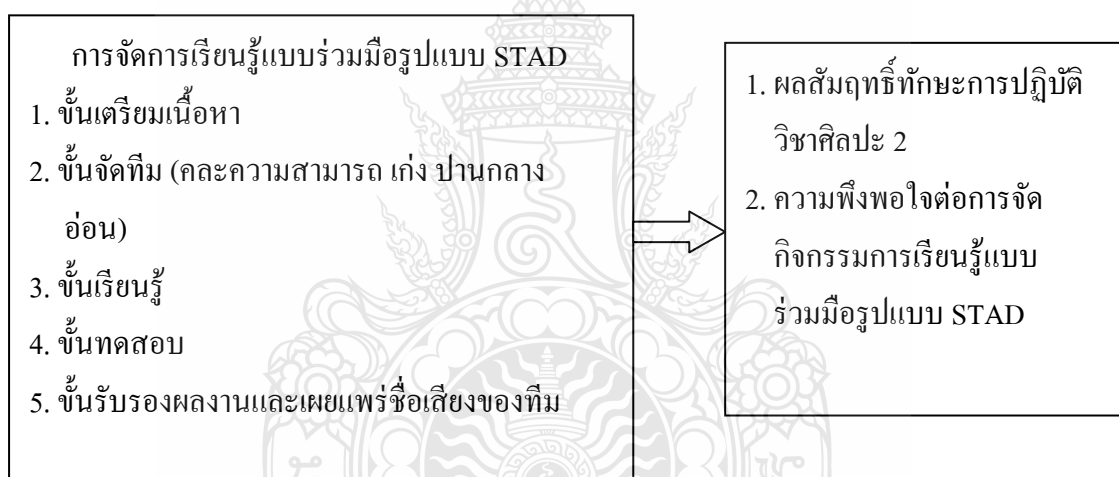 การจัดการเรียนรู้แบบร่วมมือรูปแบบ STAD
1. ขั้นเตรียมเนื้อหา
2. ขั้นจัดทีม (คละความสามารถ เก่ง ปานกลาง
อ่อน)
3. ขั้นเรียนรู้
4. ขั้นทดสอบ
5. ขั้นรับรองผลงานและเผยแพร่ชื่อเสียงของทีม
1. ผลสัมฤทธิ์ทักษะการปฏิบัติ
วิชาศิลปะ 2
2. ความพึงพอใจต่อการจัด
กิจกรรมการเรียนรู้แบบ
ร่วมมือรูปแบบ STAD